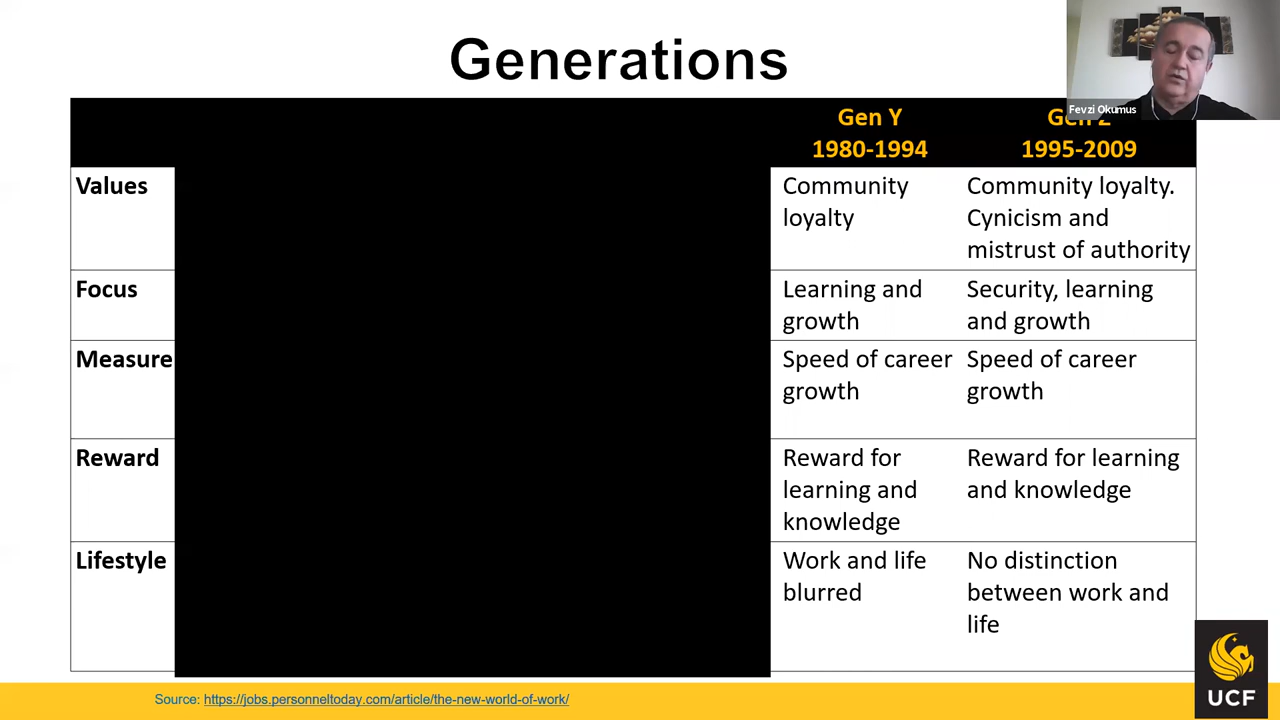 Generations
Fevzi Okumus
Gen Y
Gen Z
1980-1994
1995-2009
Values
Community
loyalty
Community loyalty.
Cynicism and
mistrust of authority
Focus
Learning and
growth
Security, learning
and growth
Measure
Speed of career
growth
Speed of career
growth
Reward
Reward for
learning and
knowledge
Reward for learning
and knowledge
Lifestyle
Work and life
blurred
No distinction
between work and
life
Source: https://jobs.personneltoday.com/article/the-new-world-of-work/
UCF